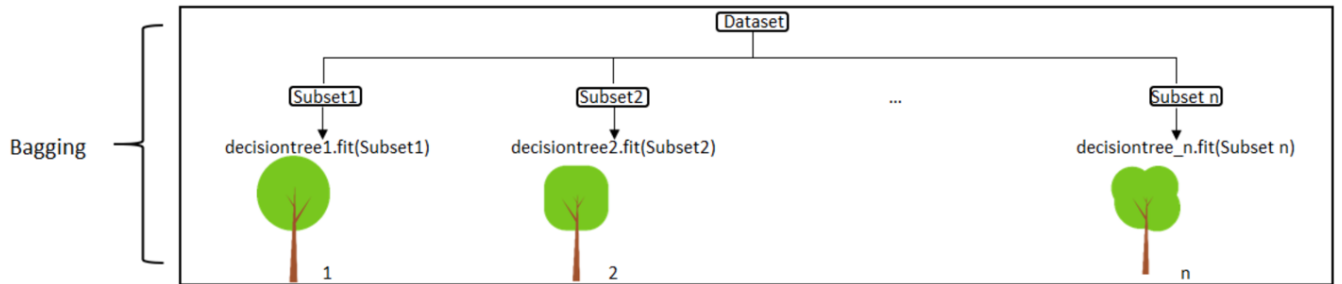 Dataset
Subset1 Subset2 ... Subset n
Bagging
decisiontree1.fit(Subset1) decisiontree2.fit(Subset2) decisiontree_n.fit(Subset n)
1 2 n